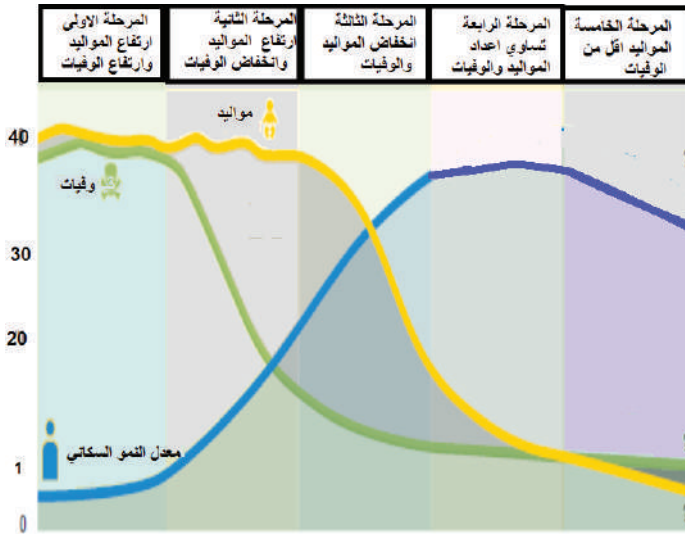 المرحلة الاولى
ارتفاع المواليد
وارتفاع الوفيات
المرحلة الثانية
ارتفاع المواليد
وانخفاض الوفيات
المرحلة الثالثة
انخفاض المواليد
والوفيات
المرحلة الرابعة
تساوي اعداد
المواليد والوفيات
المرحلة الخامسة
المواليد اقل من
الوفيات
مواليد
40
وفيات
30
20
معدل النمو السكاني
1
0